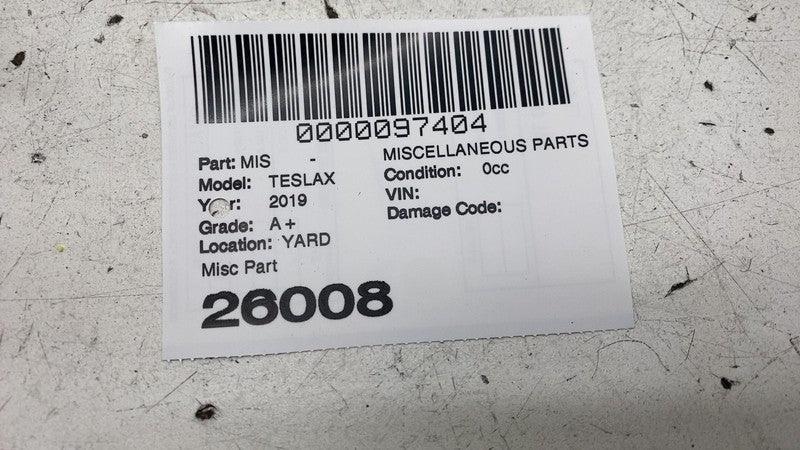 0000097404
Part: MIS - MISCELLANEOUS PARTS
Model: TESLAX Condition: 0cc
Year: 2019 VIN:
Grade: A+ Damage Code:
Location: YARD
Misc Part
26008